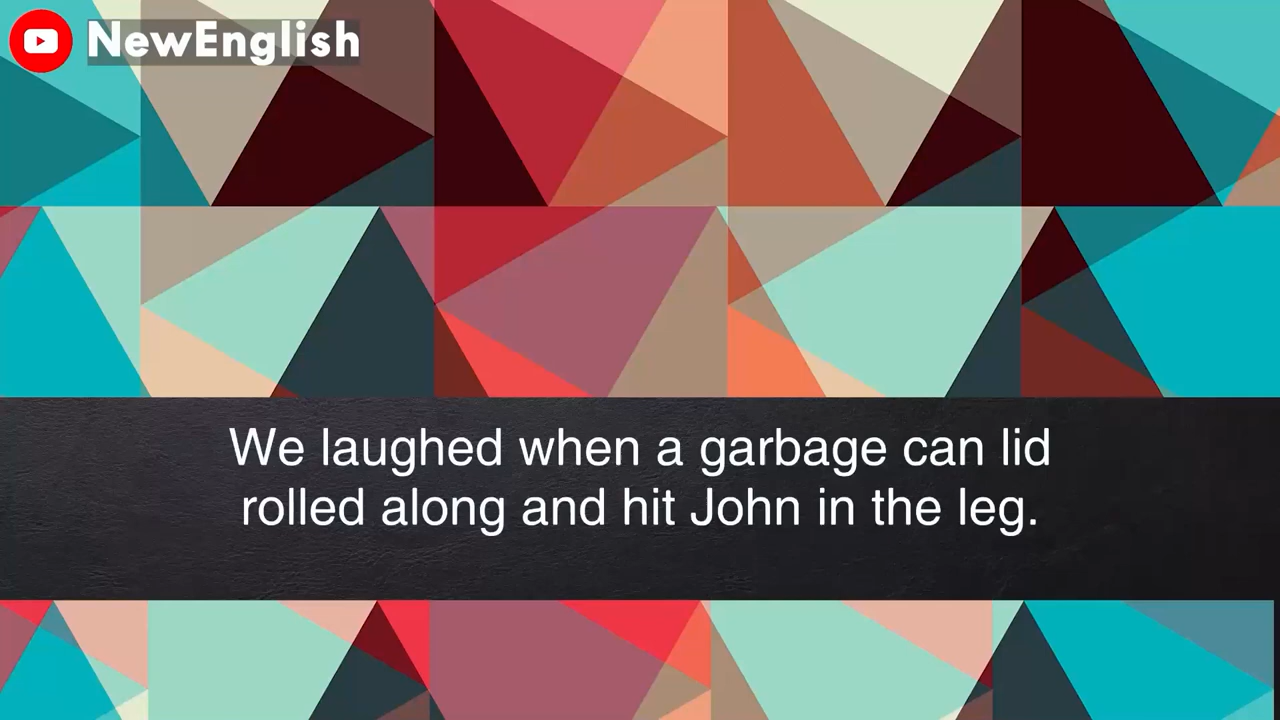 NewEnglish
We laughed when a garbage can lid
rolled along and hit John in the leg.